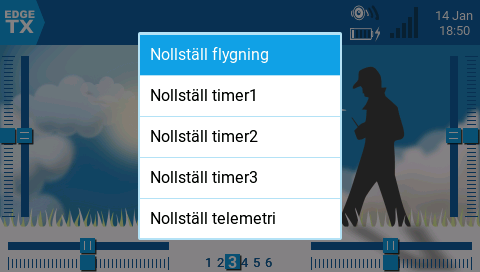 EDGE
TX
14 Jan
18:50
Nollställ flygning
Nollställ timer1
Nollställ timer2
Nollställ timer3
Nollställ telemetri
1 2 3 4 5 6